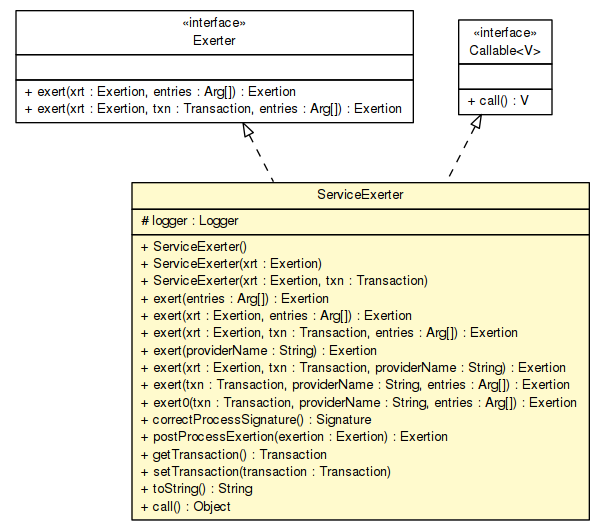 «interface»
Exerter
+ exert(xrt : Exertion, entries : Arg[]) : Exertion
+ exert(xrt : Exertion, txn : Transaction, entries : Arg[]) : Exertion
«interface»
Callable<V>
+ call() : V
ServiceExerter
# logger : Logger
+ ServiceExerter()
+ ServiceExerter(xrt : Exertion)
+ ServiceExerter(xrt : Exertion, txn : Transaction)
+ exert(entries : Arg[]) : Exertion
+ exert(xrt : Exertion, entries : Arg[]) : Exertion
+ exert(xrt : Exertion, txn : Transaction, entries : Arg[]) : Exertion
+ exert(providerName : String) : Exertion
+ exert(xrt : Exertion, txn : Transaction, providerName : String) : Exertion
+ exert(txn : Transaction, providerName : String, entries : Arg[]) : Exertion
+ exert0(txn : Transaction, providerName : String, entries : Arg[]) : Exertion
+ correctProcessSignature() : Signature
+ postProcessExertion(exertion : Exertion) : Exertion
+ getTransaction() : Transaction
+ setTransaction(transaction : Transaction)
+ toString() : String
+ call() : Object